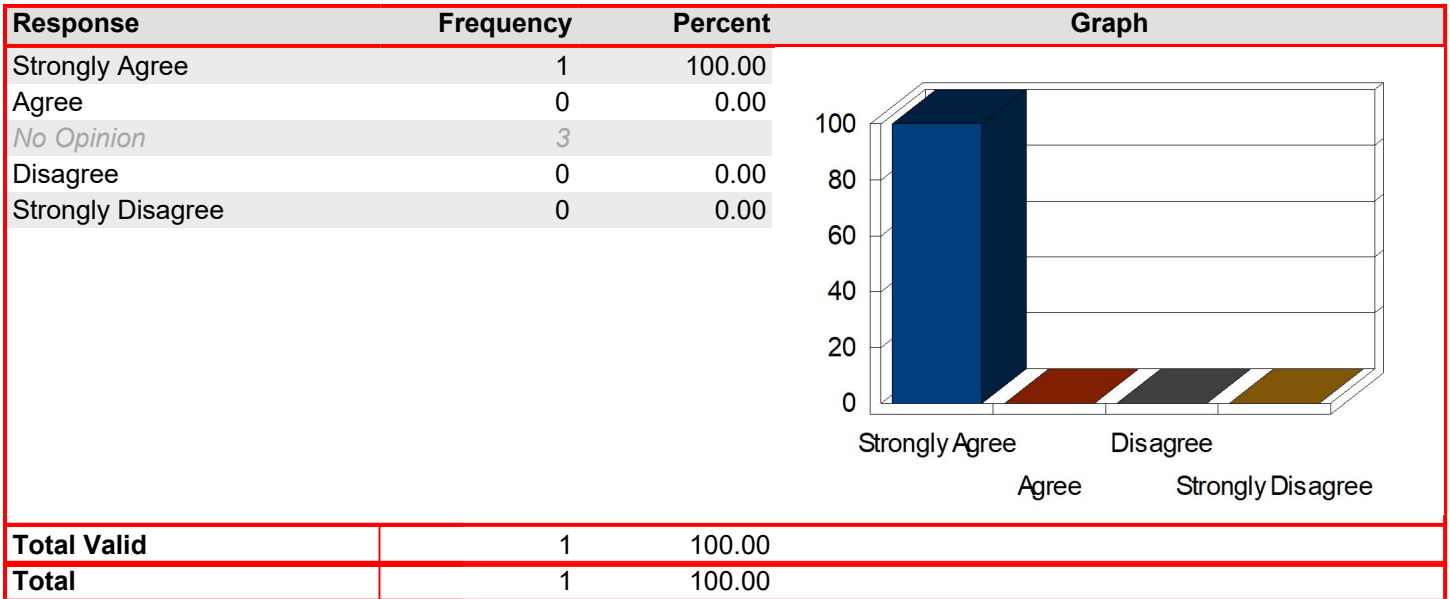 Response Frequency Percent Graph
Strongly Agree 1 100.00
Agree 0 0.00
No Opinion 3
Disagree 0 0.00
Strongly Disagree 0 0.00
100
80
60
40
20
0
Strongly Agree Disagree
Agree Strongly Disagree
Total Valid 1 100.00
Total 1 100.00